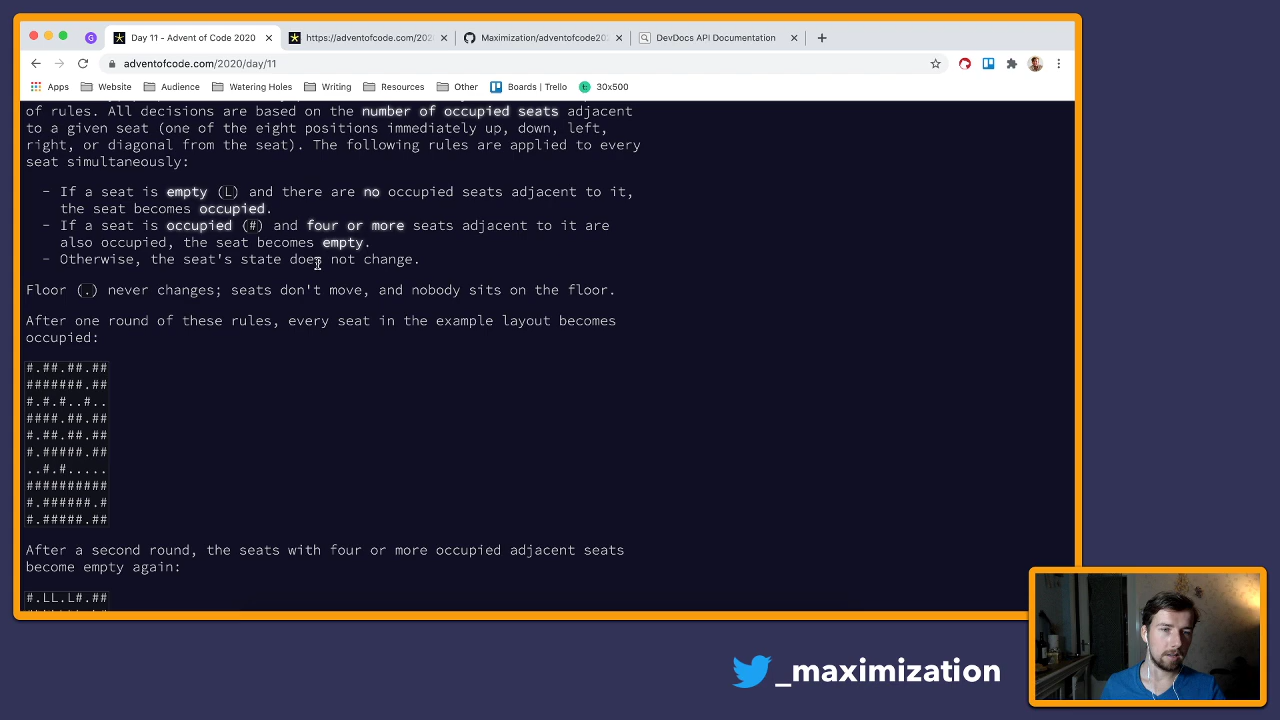 Day 11 - Advent of Code 2020
https://adventofcode.com/202
Maximization/adventofcode202
DevDocs API Documentation
adventofcode.com/2020/day/11
Apps
Website
Audience
Watering Holes
Writing
Resources
Other
Boards | Trello
30x500
of rules. All decisions are based on the number of occupied seats adjacent
to a given seat (one of the eight positions immediately up, down, left,
right, or diagonal from the seat). The following rules are applied to every
seat simultaneously:
- If a seat is empty (L) and there are no occupied seats adjacent to it,
the seat becomes occupied.
- If a seat is occupied (#) and four or more seats adjacent to it are
also occupied, the seat becomes empty.
- Otherwise, the seat's state does not change.
Floor (.) never changes; seats don't move, and nobody sits on the floor.
After one round of these rules, every seat in the example layout becomes
occupied:
#.##.##.##
#######.##
#.#.#..#..
####.##.##
#.##.##.##
#.#####.##
..#.#.....
##########
#.######.#
#.#####.##
After a second round, the seats with four or more occupied adjacent seats
become empty again:
#.LL.L#.##
_maximization